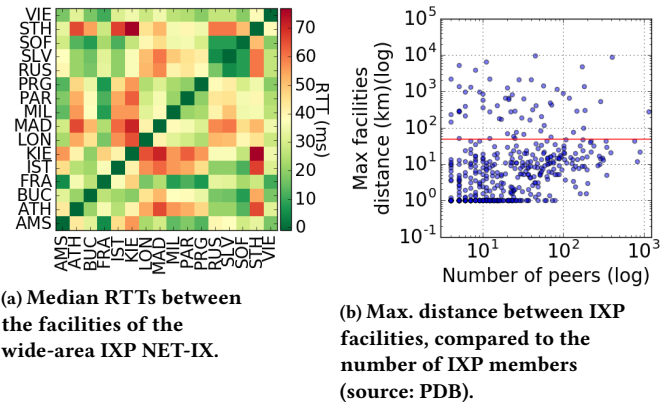 VIE
STH
SOF
SLV
RUS
PRG
PAR
MIL
MAD
LON
KIE
IST
FRA
BUC
ATH
AMS
AMS
ATH
BUC
FRA
IST
KIE
LON
MAD
MIL
PAR
PRG
RUS
SLV
SOF
STH
VIE
70
60
50
40
30
20
10
0
RTT (ms)
(a) Median RTTs between
the facilities of the
wide-area IXP NET-IX.
Max facilities
distance (km)(log)
10^5
10^4
10^3
10^2
10^1
10^0
10^-1
10^1
10^2
10^3
Number of peers (log)
(b) Max. distance between IXP
facilities, compared to the
number of IXP members
(source: PDB).